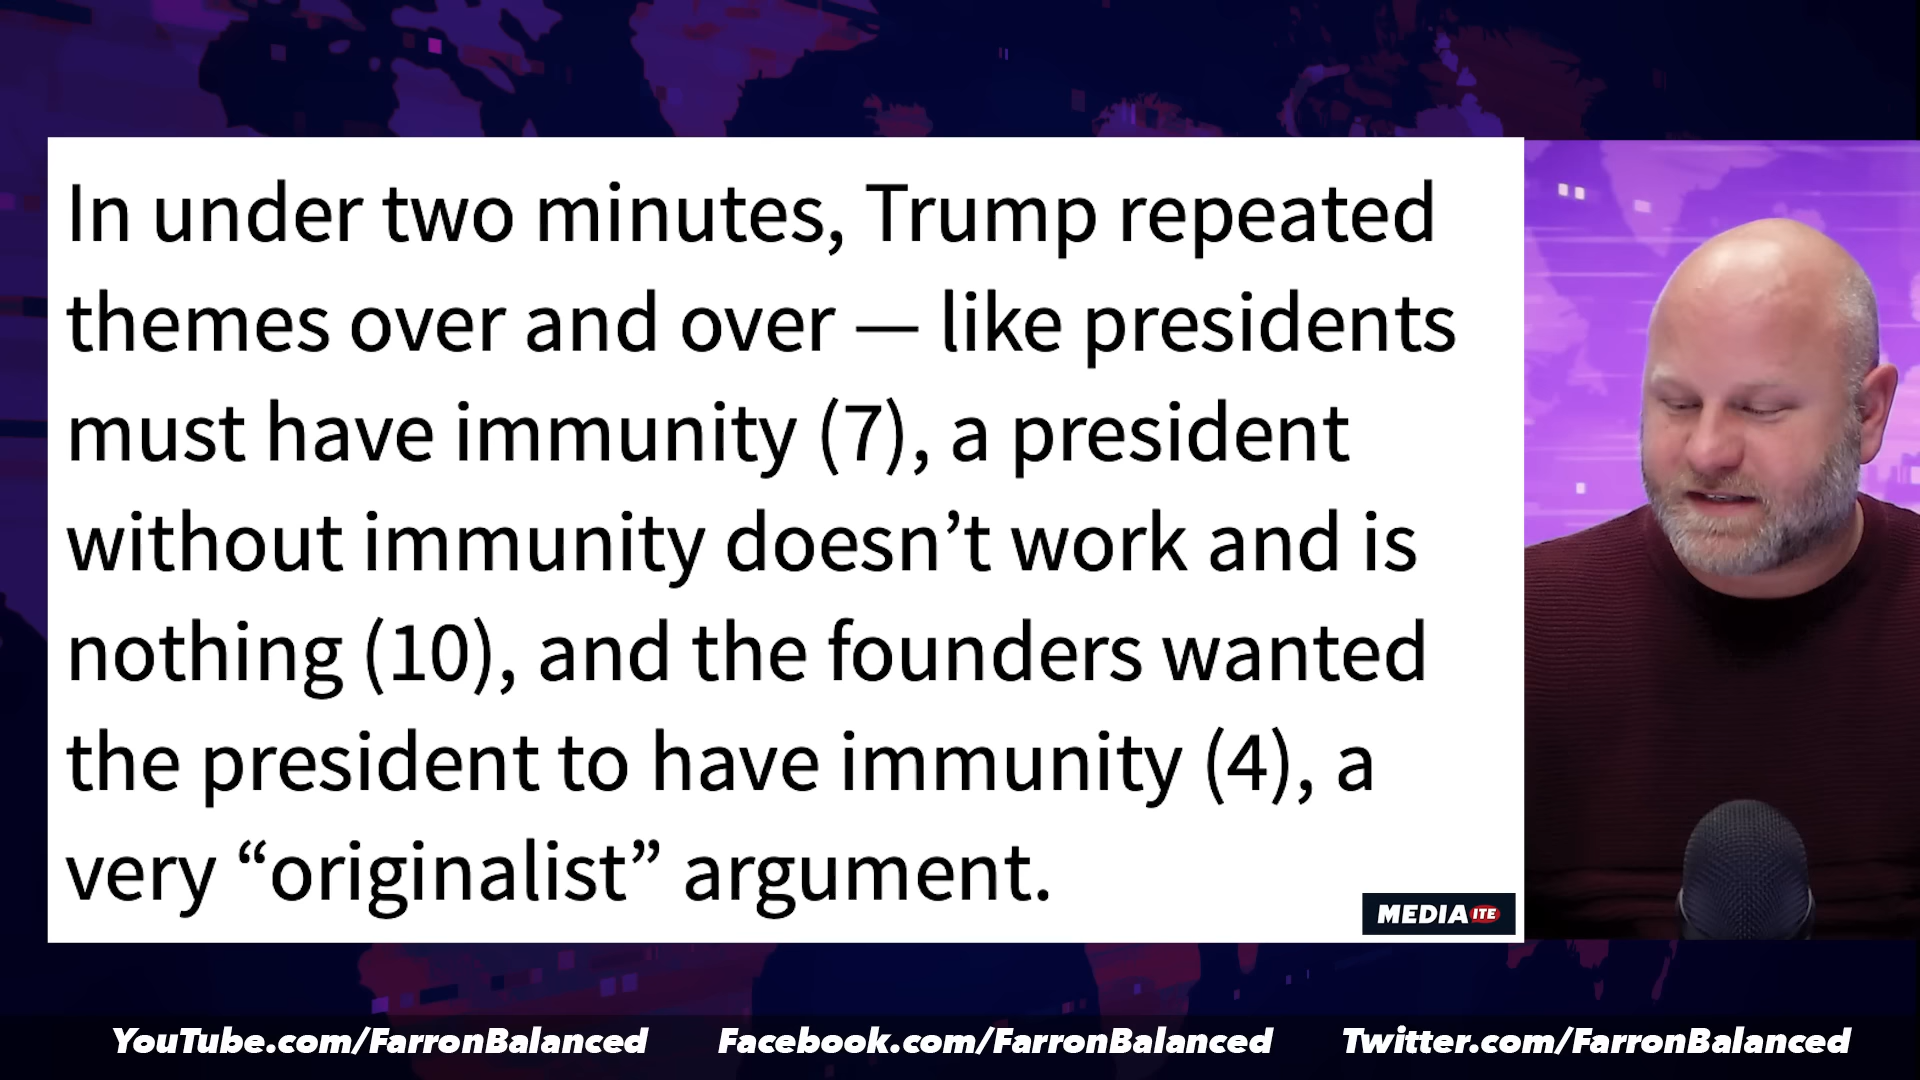 In under two minutes, Trump repeated
themes over and over — like presidents
must have immunity (7), a president
without immunity doesn’t work and is
nothing (10), and the founders wanted
the president to have immunity (4), a
very “originalist” argument.
MEDIAITE
YouTube.com/FarronBalanced Facebook.com/FarronBalanced Twitter.com/FarronBalanced